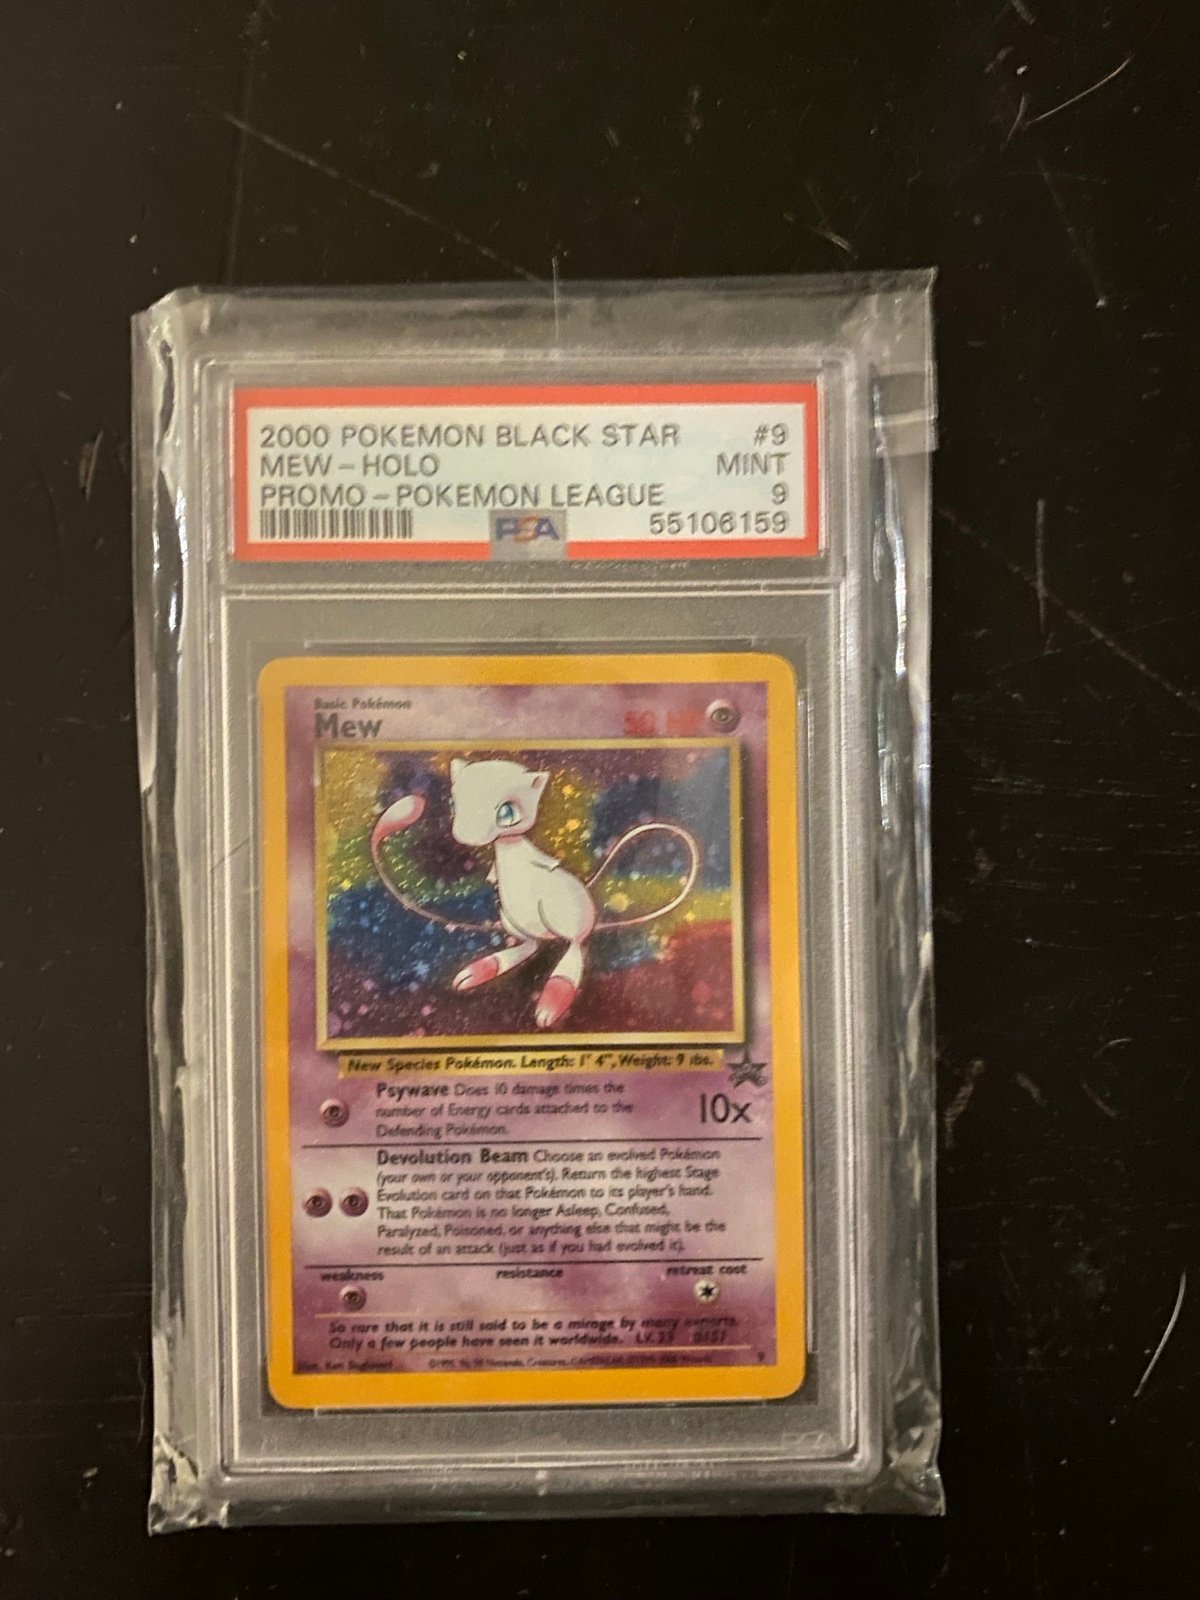 2000 POKEMON BLACK STAR #9
MEW - HOLO MINT
PROMO - POKEMON LEAGUE 9
PSA 55106159
Basic Pokémon
Mew 50 HP
New Species Pokémon. Length: 1' 4", Weight: 9 lbs.
Psywave Does 10 damage times the
number of Energy cards attached to the
Defending Pokémon.
10x
Devolution Beam Choose an evolved Pokémon
(your own or your opponent's). Return the highest Stage
Evolution card on that Pokémon to its player's hand.
That Pokémon is no longer Asleep, Confused,
Paralyzed, Poisoned, or anything else that might be the
result of an attack (just as if you had evolved it).
weakness resistance retreat cost
So rare that it is still said to be a mirage by many experts.
Only a few people have seen it worldwide. LV.
Illus. Ken Sugimori 9